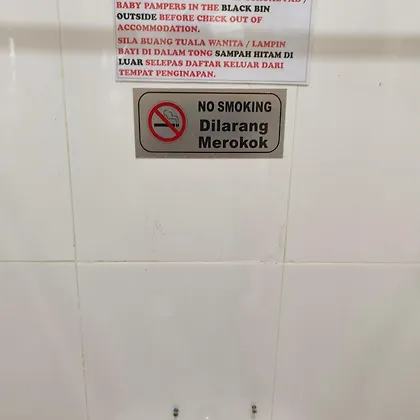 BABY PAMPERS IN THE BLACK BIN
OUTSIDE BEFORE CHECK OUT OF
ACCOMMODATION.
SILA BUANG TUALA WANITA / LAMPIN
BAYI DI DALAM TONG SAMPAH HITAM DI
LUAR SELEPAS DAFTAR KELUAR DARI
TEMPAT PENGINAPAN.
NO SMOKING
Dilarang
Merokok